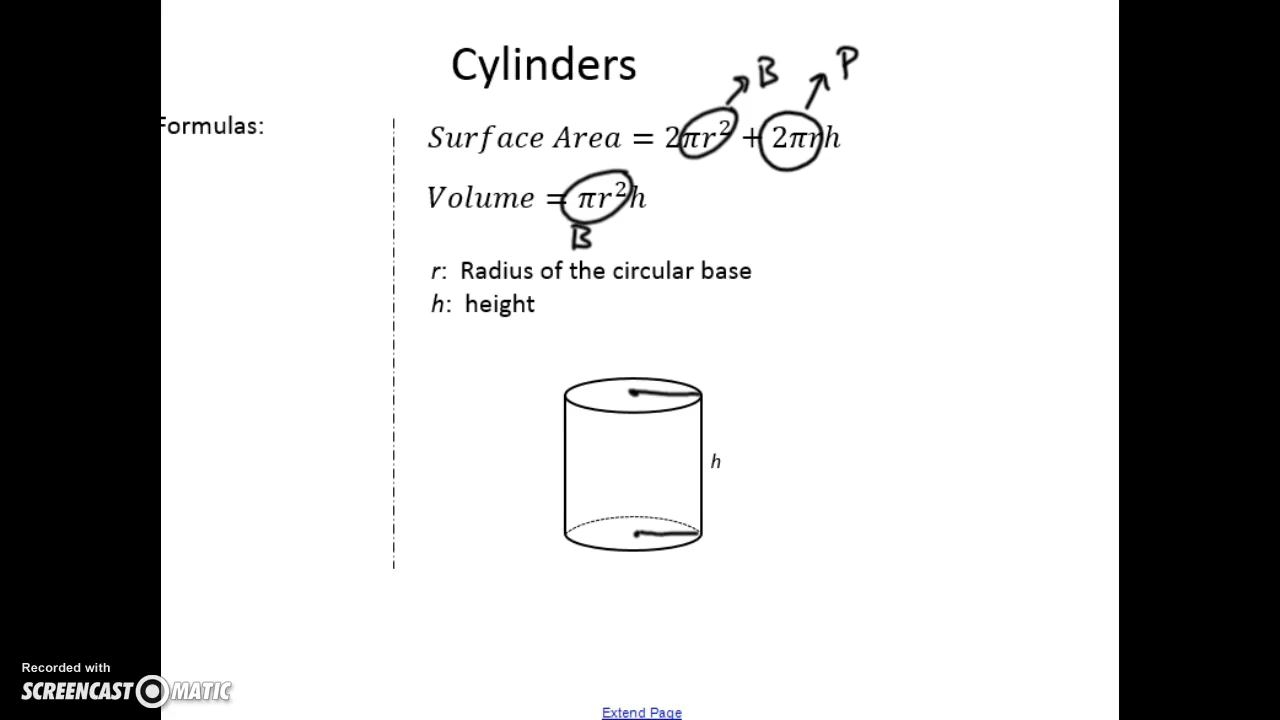 Cylinders
B
P
Formulas:
Surface Area = 2πr² + 2πrh
Volume = πr²h
B
r: Radius of the circular base
h: height
h
Recorded with
SCREENCAST MATIC
Extend Page